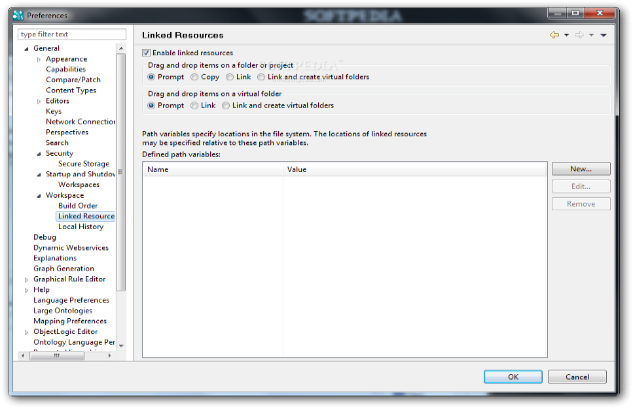 Preferences
SOFTPEDIA
type filter text
Linked Resources
General
Appearance
Capabilities
Compare/Patch
Content Types
Editors
Keys
Network Connection
Perspectives
Search
Security
Secure Storage
Startup and Shutdov
Workspaces
Workspace
Build Order
Linked Resource
Local History
Debug
Dynamic Webservices
Explanations
Graph Generation
Graphical Rule Editor
Help
Language Preferences
Large Ontologies
Mapping Preferences
ObjectLogic Editor
Ontology Language Per
Enable linked resources
Drag and drop items on a folder or project
Prompt Copy Link Link and create virtual folders
Drag and drop items on a virtual folder
Prompt Link Link and create virtual folders
Path variables specify locations in the file system. The locations of linked resources
may be specified relative to these path variables.
Defined path variables:
Name Value
New...
Edit...
Remove
OK Cancel